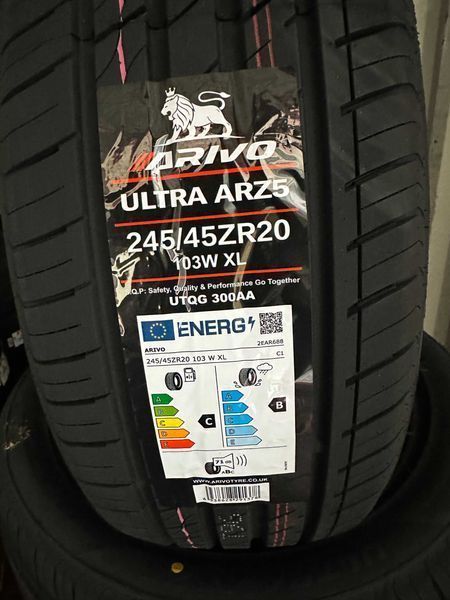 ARIVO
ULTRA ARZ5
245/45ZR20
103W XL
Q.P: Safety, Quality & Performance Go Together
UTQG 300AA
ENERG
ARIVO
2EAR688
245/45ZR20 103 W XL
C1
A
B
C
D
E
C
A
B
C
D
E
B
71 dB
ABC
WWW.ARIVOTYRE.CO.UK